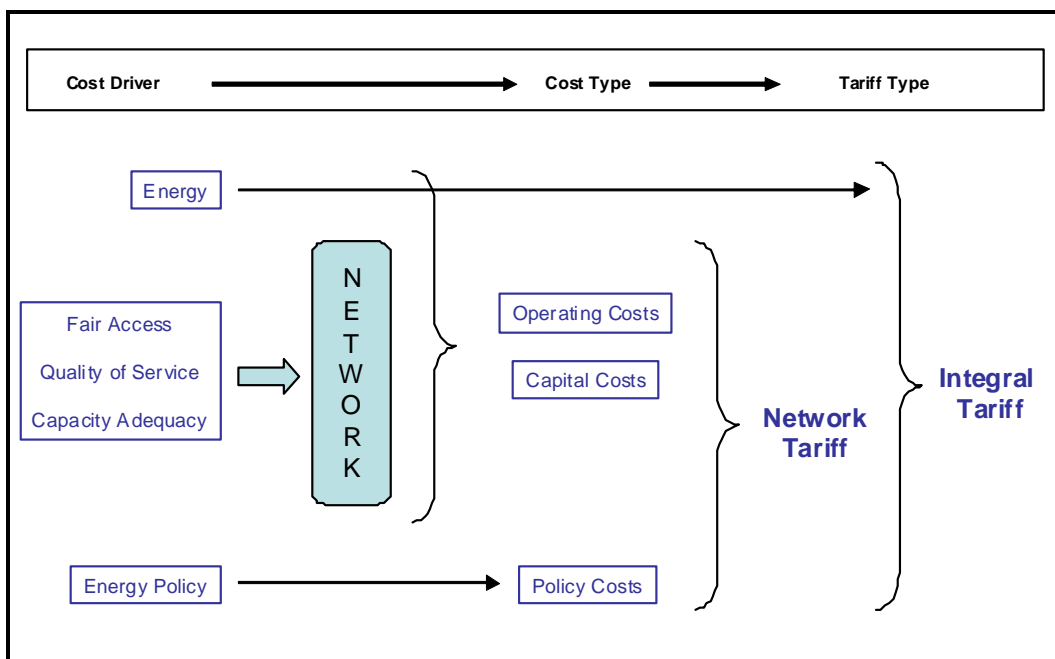 Cost Driver
Cost Type
Tariff Type
Energy
Fair Access
Quality of Service
Capacity Adequacy
N
E
T
W
O
R
K
Operating Costs
Capital Costs
Network
Tariff
Integral
Tariff
Energy Policy
Policy Costs